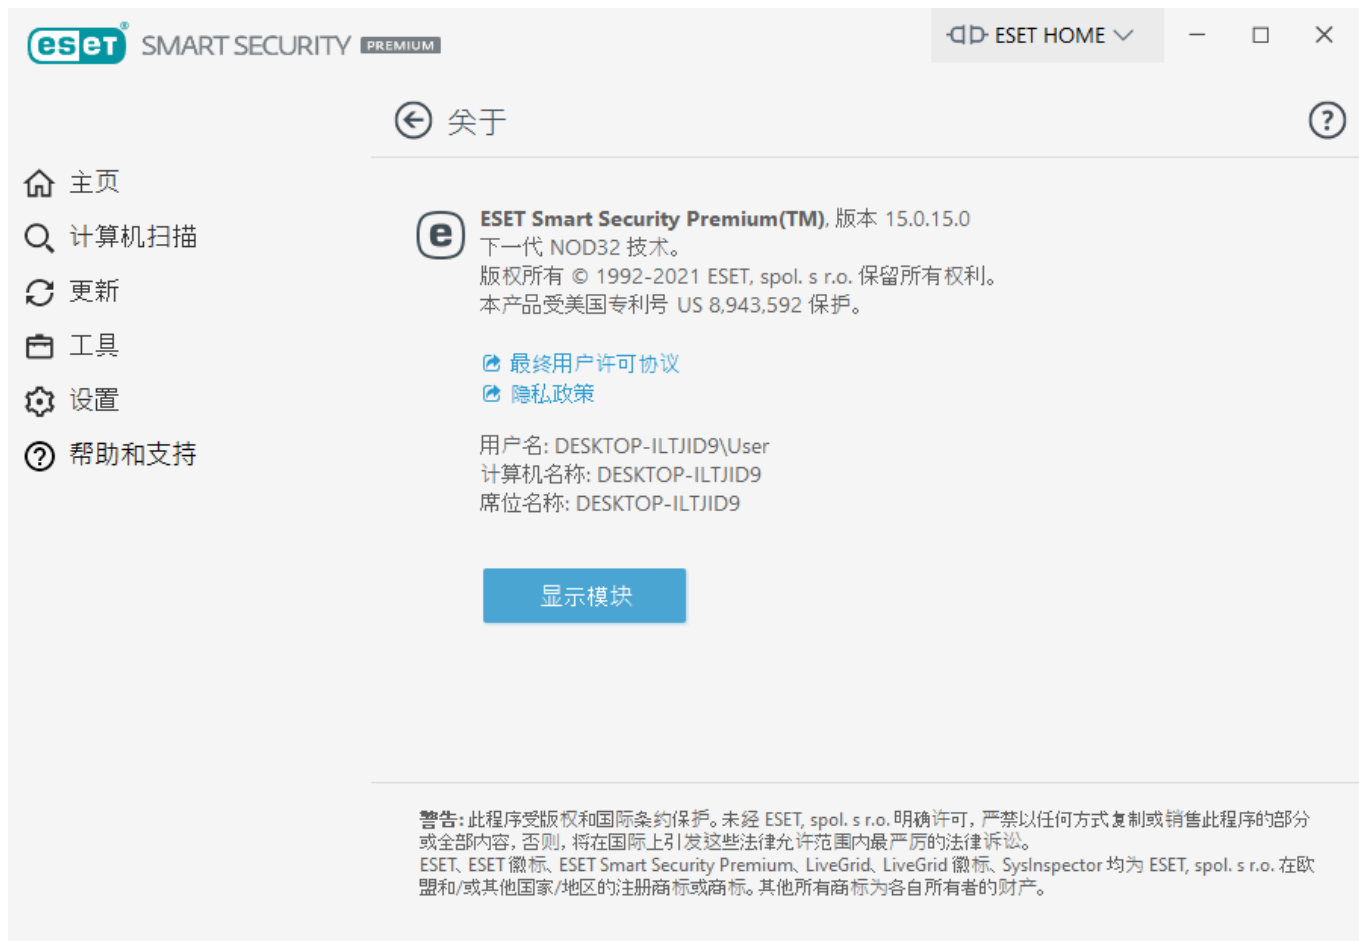 eset® SMART SECURITY PREMIUM
ESET HOME
关于
?
主页
计算机扫描
更新
工具
设置
帮助和支持
e
ESET Smart Security Premium(TM), 版本 15.0.15.0
下一代 NOD32 技术。
版权所有 © 1992-2021 ESET, spol. s r.o. 保留所有权利。
本产品受美国专利号 US 8,943,592 保护。
最终用户许可协议
隐私政策
用户名: DESKTOP-ILTJID9\User
计算机名称: DESKTOP-ILTJID9
席位名称: DESKTOP-ILTJID9
显示模块
警告: 此程序受版权和国际条约保护。未经 ESET, spol. s r.o. 明确许可，严禁以任何方式复制或销售此程序的部分
或全部内容，否则，将在国际上引发这些法律允许范围内最严厉的法律诉讼。
ESET、ESET 徽标、ESET Smart Security Premium、LiveGrid、LiveGrid 徽标、SysInspector 均为 ESET, spol. s r.o. 在欧
盟和/或其他国家/地区的注册商标或商标。其他所有商标为各自所有者的财产。